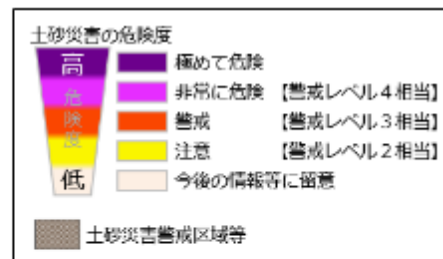 土砂災害の危険度
高 極めて危険
危 非常に危険 【警戒レベル4相当】
険 警戒 【警戒レベル3相当】
度 注意 【警戒レベル2相当】
低 今後の情報等に留意
土砂災害警戒区域等